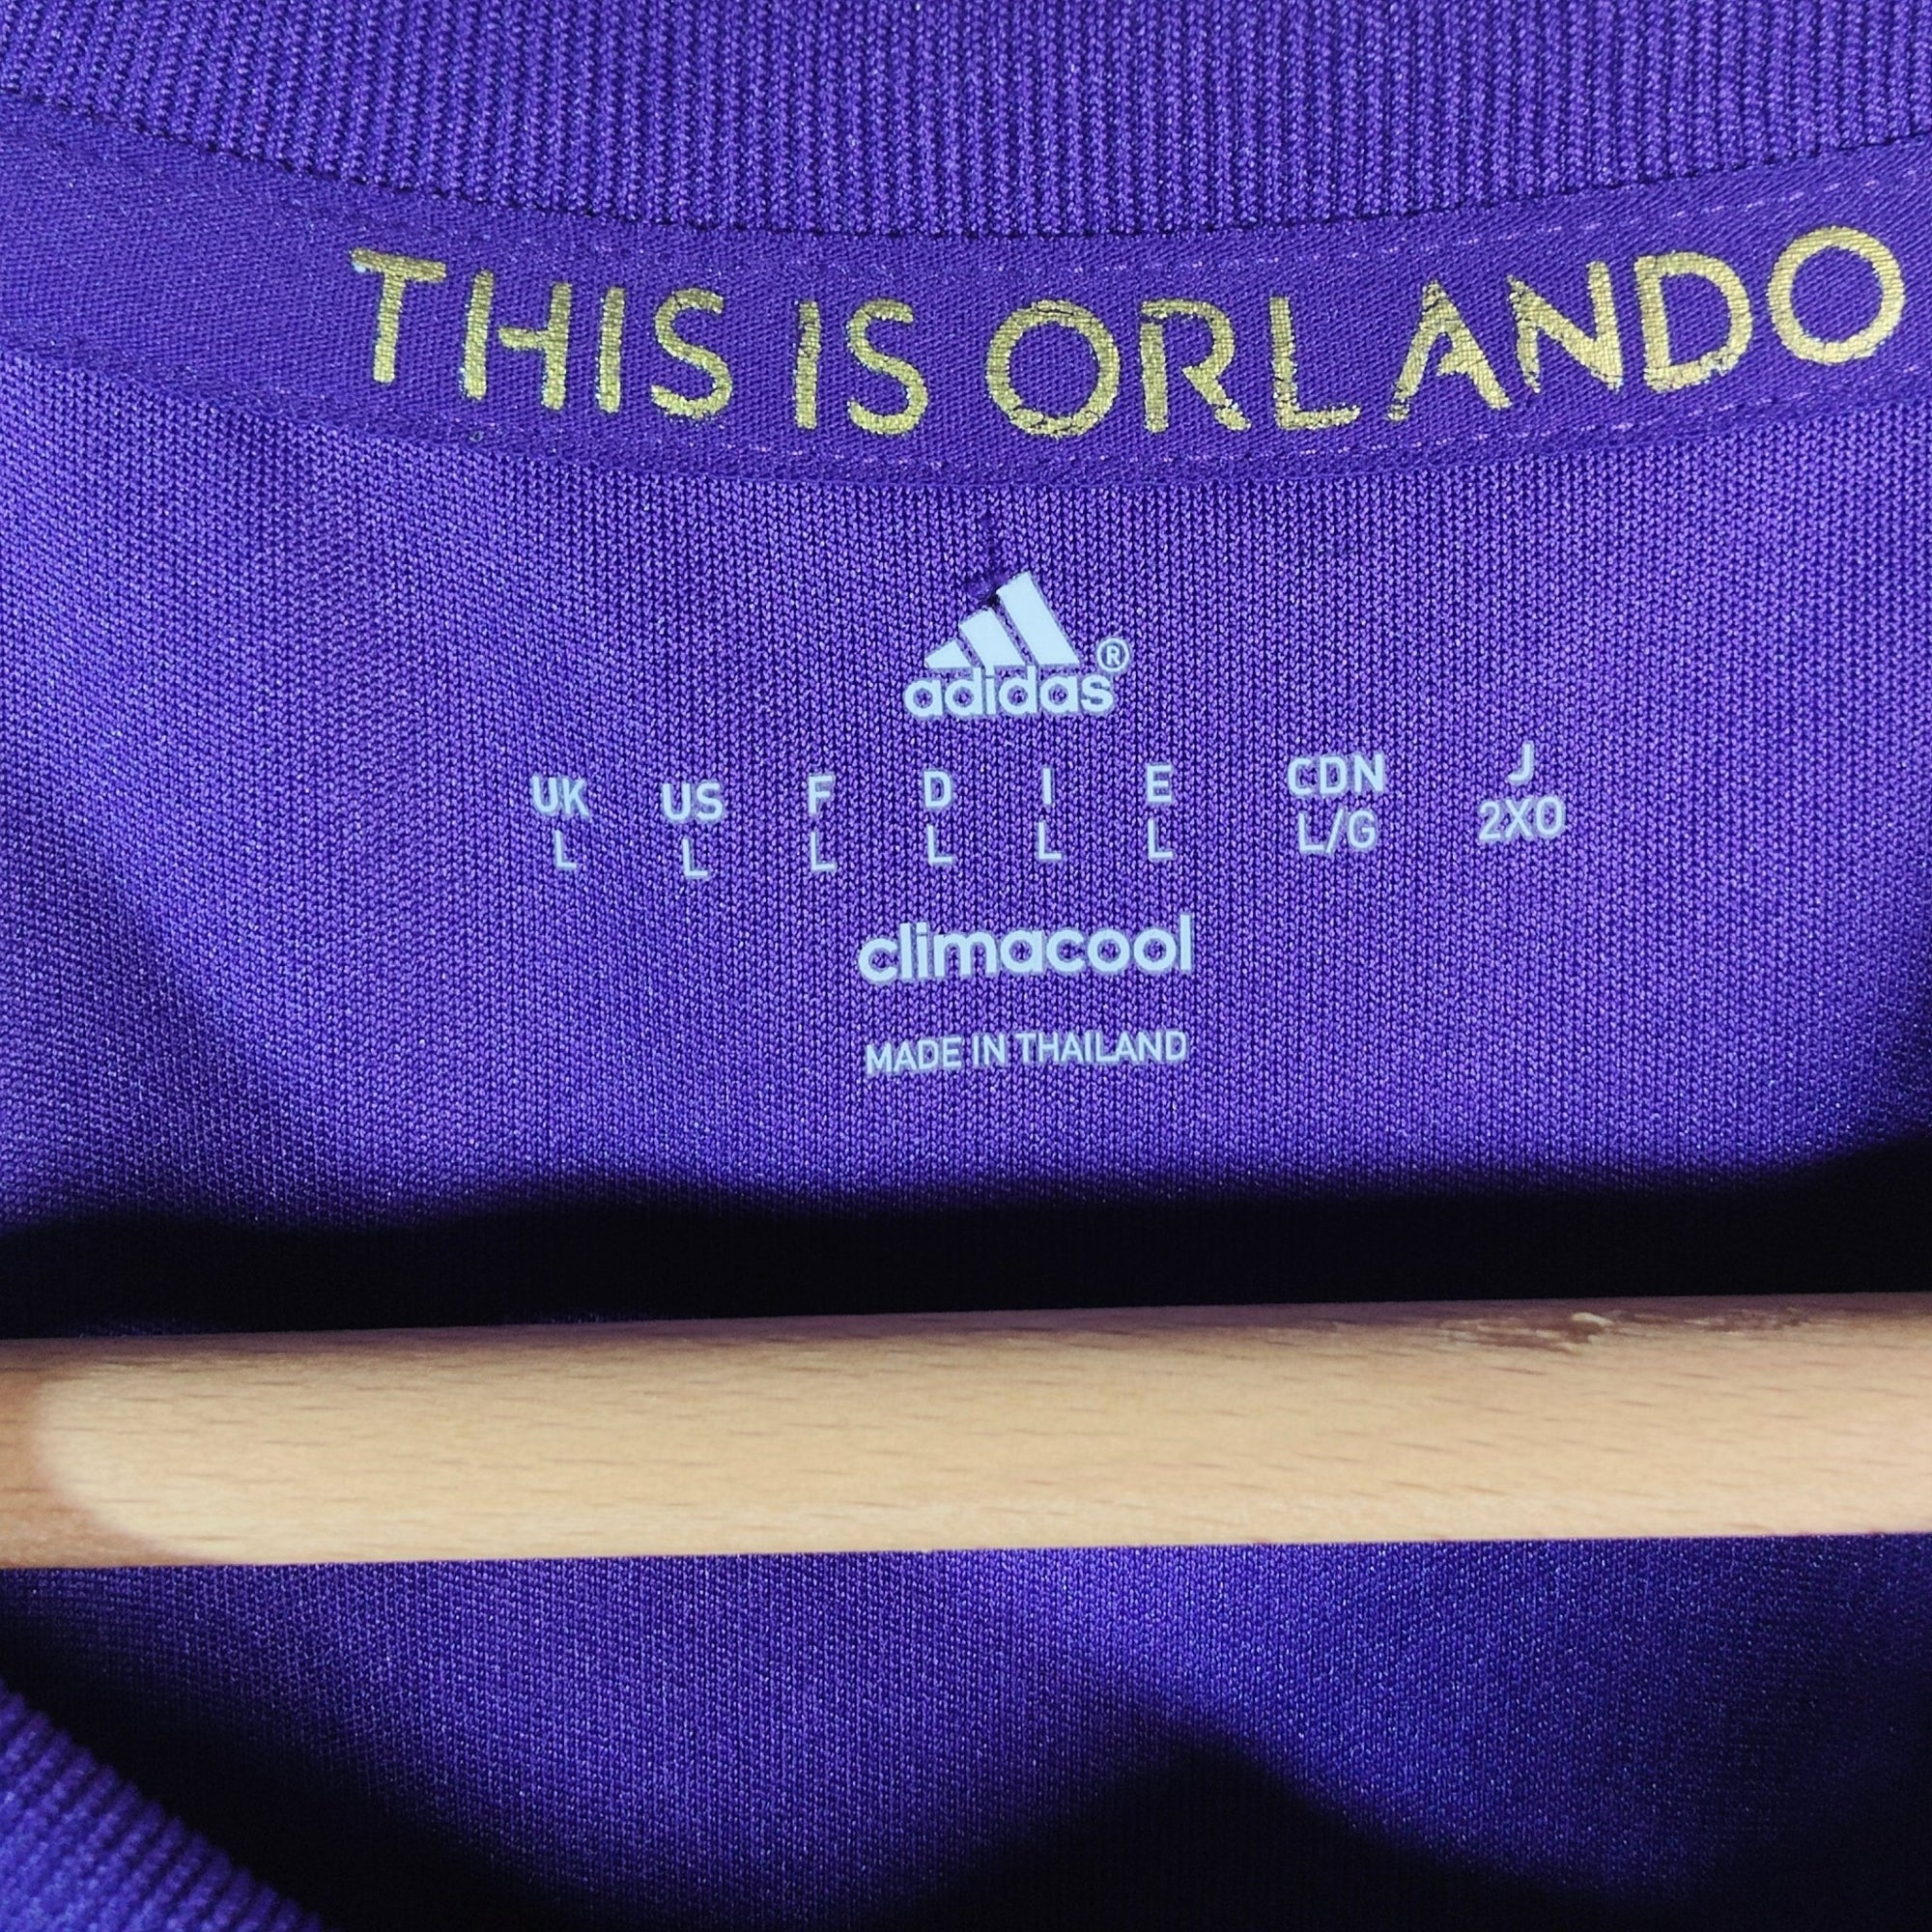 THIS IS ORLANDO
adidas®
UK US F D I E CDN J
L L L L L L L/G 2XO
climacool
MADE IN THAILAND